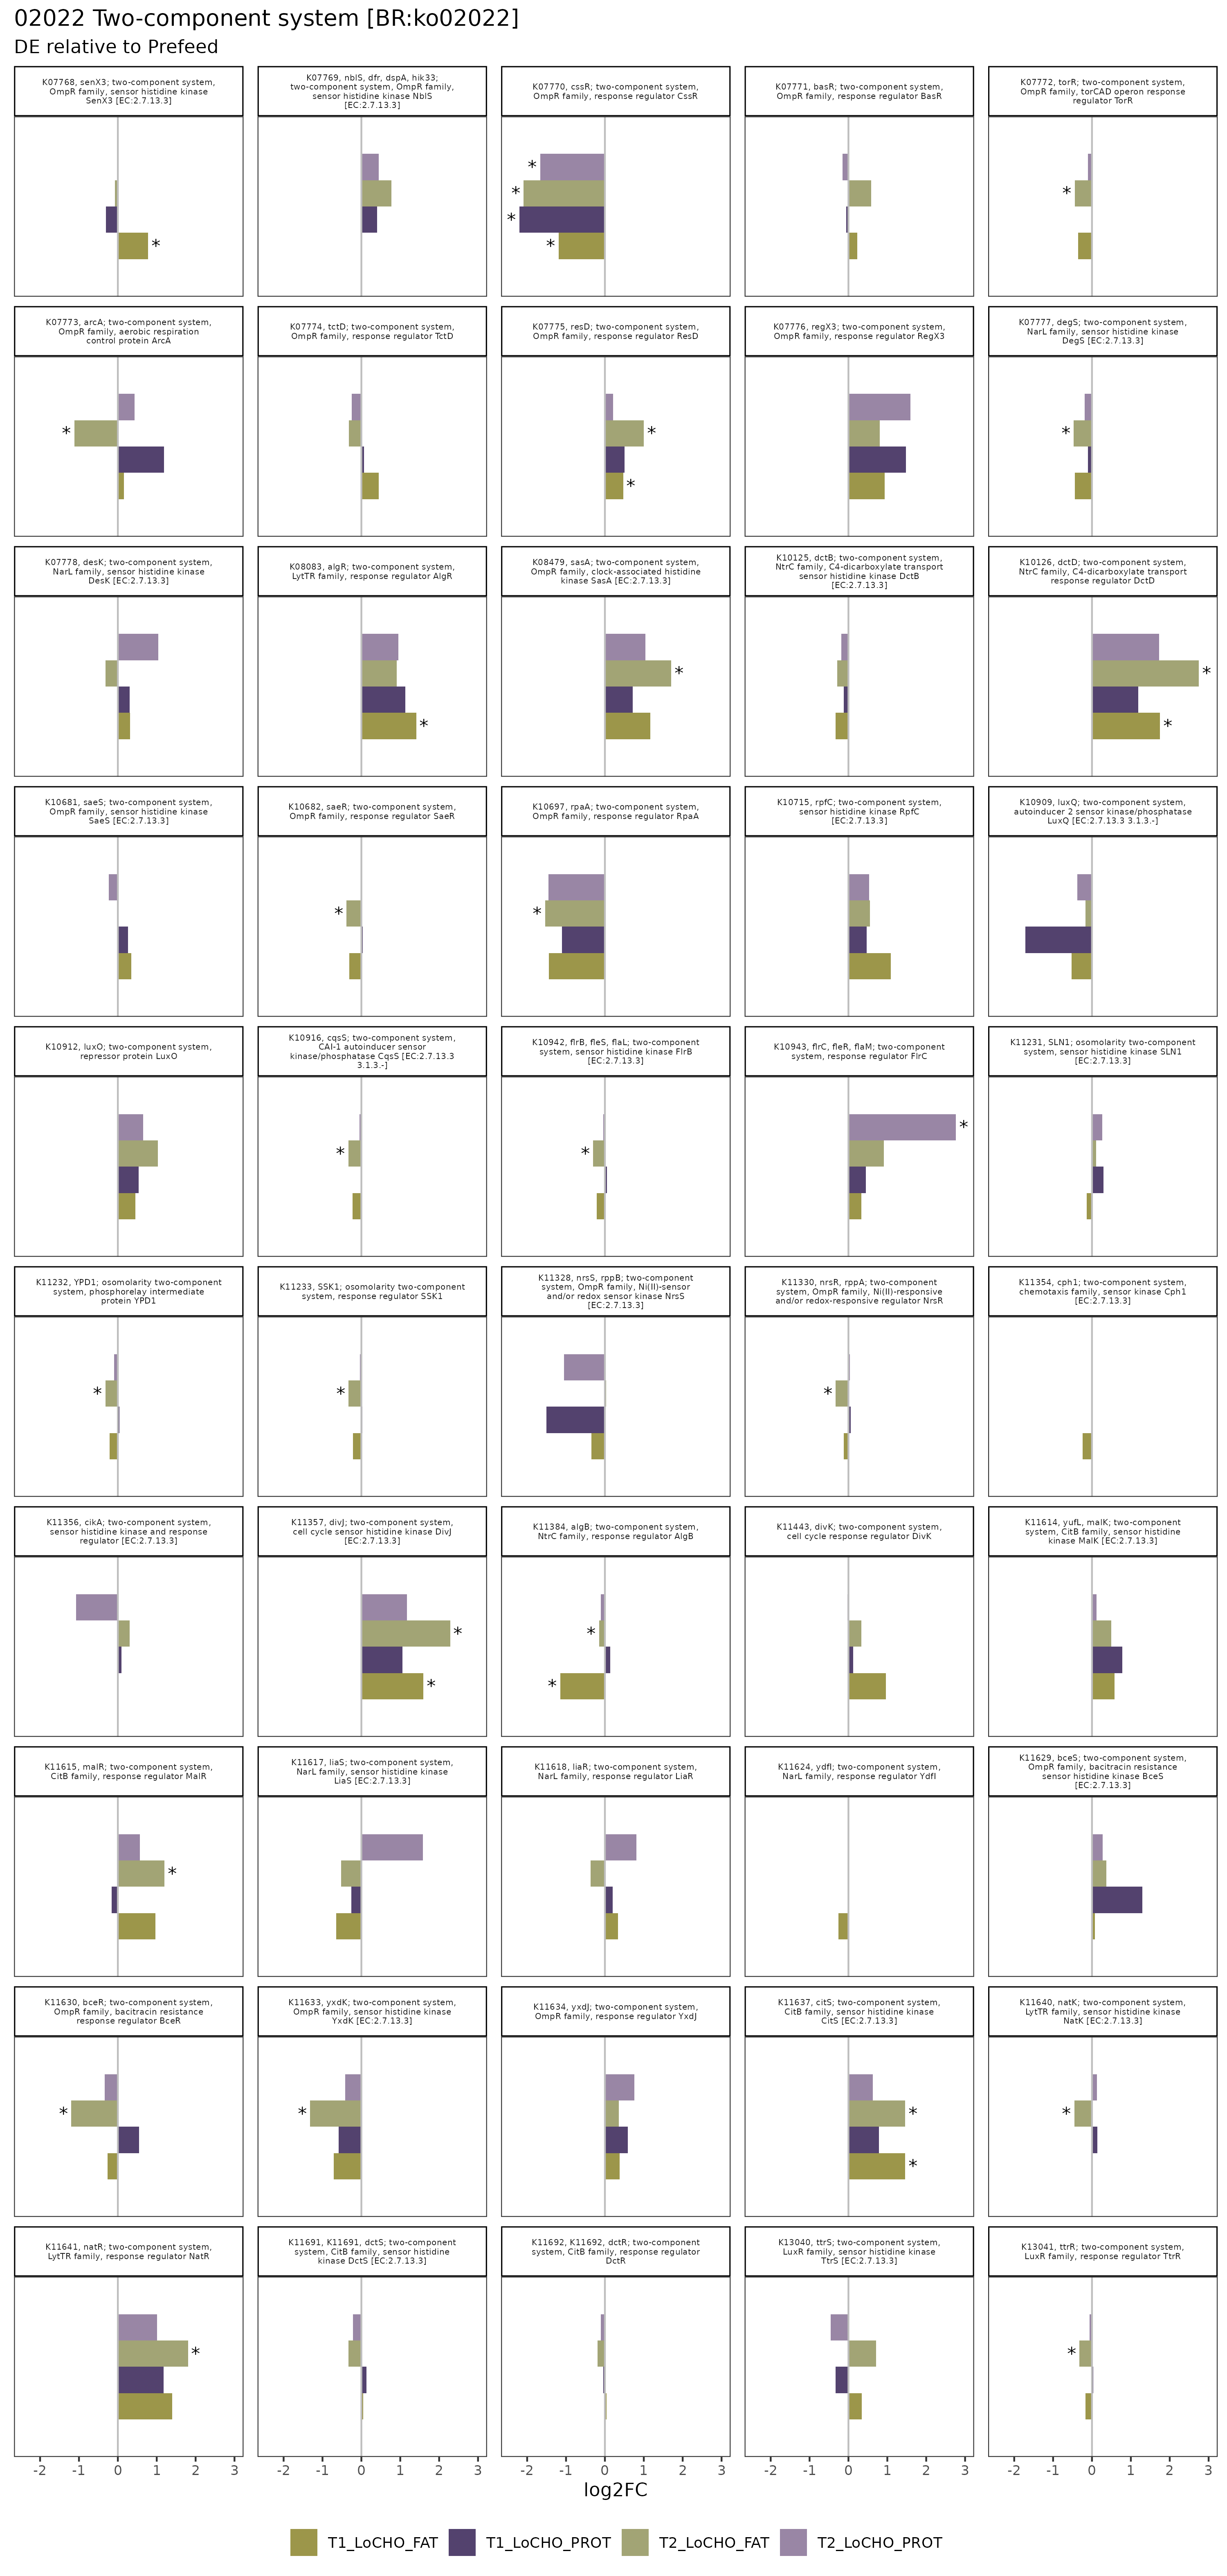 02022 Two-component system [BR:ko02022]
DE relative to Prefeed
K07768, senX3; two-component system,
OmpR family, sensor histidine kinase
SenX3 [EC:2.7.13.3]
K07769, nblS, dfr, dspA, hik33;
two-component system, OmpR family,
sensor histidine kinase NblS
[EC:2.7.13.3]
K07770, cssR; two-component system,
OmpR family, response regulator CssR
K07771, basR; two-component system,
OmpR family, response regulator BasR
K07772, torR; two-component system,
OmpR family, torCAD operon response
regulator TorR
*
*
*
*
*
*
K07773, arcA; two-component system,
OmpR family, aerobic respiration
control protein ArcA
K07774, tctD; two-component system,
OmpR family, response regulator TctD
K07775, resD; two-component system,
OmpR family, response regulator ResD
K07776, regX3; two-component system,
OmpR family, response regulator RegX3
K07777, degS; two-component system,
NarL family, sensor histidine kinase
DegS [EC:2.7.13.3]
*
*
*
*
K07778, desK; two-component system,
NarL family, sensor histidine kinase
DesK [EC:2.7.13.3]
K08083, algR; two-component system,
LytTR family, response regulator AlgR
K08479, sasA; two-component system,
OmpR family, clock-associated histidine
kinase SasA [EC:2.7.13.3]
K10125, dctB; two-component system,
NtrC family, C4-dicarboxylate transport
sensor histidine kinase DctB
[EC:2.7.13.3]
K10126, dctD; two-component system,
NtrC family, C4-dicarboxylate transport
response regulator DctD
*
*
*
*
K10681, saeS; two-component system,
OmpR family, sensor histidine kinase
SaeS [EC:2.7.13.3]
K10682, saeR; two-component system,
OmpR family, response regulator SaeR
K10697, rpaA; two-component system,
OmpR family, response regulator RpaA
K10715, rpfC; two-component system,
sensor histidine kinase RpfC
[EC:2.7.13.3]
K10909, luxQ; two-component system,
autoinducer 2 sensor kinase/phosphatase
LuxQ [EC:2.7.13.3 3.1.3.-]
*
*
K10912, luxO; two-component system,
repressor protein LuxO
K10916, cqsS; two-component system,
CAI-1 autoinducer sensor
kinase/phosphatase CqsS [EC:2.7.13.3
3.1.3.-]
K10942, flrB, fleS, flaL; two-component
system, sensor histidine kinase FlrB
[EC:2.7.13.3]
K10943, flrC, fleR, flaM; two-component
system, response regulator FlrC
K11231, SLN1; osomolarity two-component
system, sensor histidine kinase SLN1
[EC:2.7.13.3]
*
*
*
K11232, YPD1; osomolarity two-component
system, phosphorelay intermediate
protein YPD1
K11233, SSK1; osomolarity two-component
system, response regulator SSK1
K11328, nrsS, rppB; two-component
system, OmpR family, Ni(II)-sensor
and/or redox sensor kinase NrsS
[EC:2.7.13.3]
K11330, nrsR, rppA; two-component
system, OmpR family, Ni(II)-responsive
and/or redox-responsive regulator NrsR
K11354, cph1; two-component system,
chemotaxis family, sensor kinase Cph1
[EC:2.7.13.3]
*
*
*
K11356, cikA; two-component system,
sensor histidine kinase and response
regulator [EC:2.7.13.3]
K11357, divJ; two-component system,
cell cycle sensor histidine kinase DivJ
[EC:2.7.13.3]
K11384, algB; two-component system,
NtrC family, response regulator AlgB
K11443, divK; two-component system,
cell cycle response regulator DivK
K11614, yufL, malK; two-component
system, CitB family, sensor histidine
kinase MalK [EC:2.7.13.3]
*
*
*
*
K11615, malR; two-component system,
CitB family, response regulator MalR
K11617, liaS; two-component system,
NarL family, sensor histidine kinase
LiaS [EC:2.7.13.3]
K11618, liaR; two-component system,
NarL family, response regulator LiaR
K11624, ydfI; two-component system,
NarL family, response regulator YdfI
K11629, bceS; two-component system,
OmpR family, bacitracin resistance
sensor histidine kinase BceS
[EC:2.7.13.3]
*
K11630, bceR; two-component system,
OmpR family, bacitracin resistance
response regulator BceR
K11633, yxdK; two-component system,
OmpR family, sensor histidine kinase
YxdK [EC:2.7.13.3]
K11634, yxdJ; two-component system,
OmpR family, response regulator YxdJ
K11637, citS; two-component system,
CitB family, sensor histidine kinase
CitS [EC:2.7.13.3]
K11640, natK; two-component system,
LytTR family, sensor histidine kinase
NatK [EC:2.7.13.3]
*
*
*
*
*
K11641, natR; two-component system,
LytTR family, response regulator NatR
K11691, K11691, dctS; two-component
system, CitB family, sensor histidine
kinase DctS [EC:2.7.13.3]
K11692, K11692, dctR; two-component
system, CitB family, response regulator
DctR
K13040, ttrS; two-component system,
LuxR family, sensor histidine kinase
TtrS [EC:2.7.13.3]
K13041, ttrR; two-component system,
LuxR family, response regulator TtrR
*
*
-2 -1 0 1 2 3 -2 -1 0 1 2 3 -2 -1 0 1 2 3 -2 -1 0 1 2 3 -2 -1 0 1 2 3
log2FC
T1_LoCHO_FAT T1_LoCHO_PROT T2_LoCHO_FAT T2_LoCHO_PROT